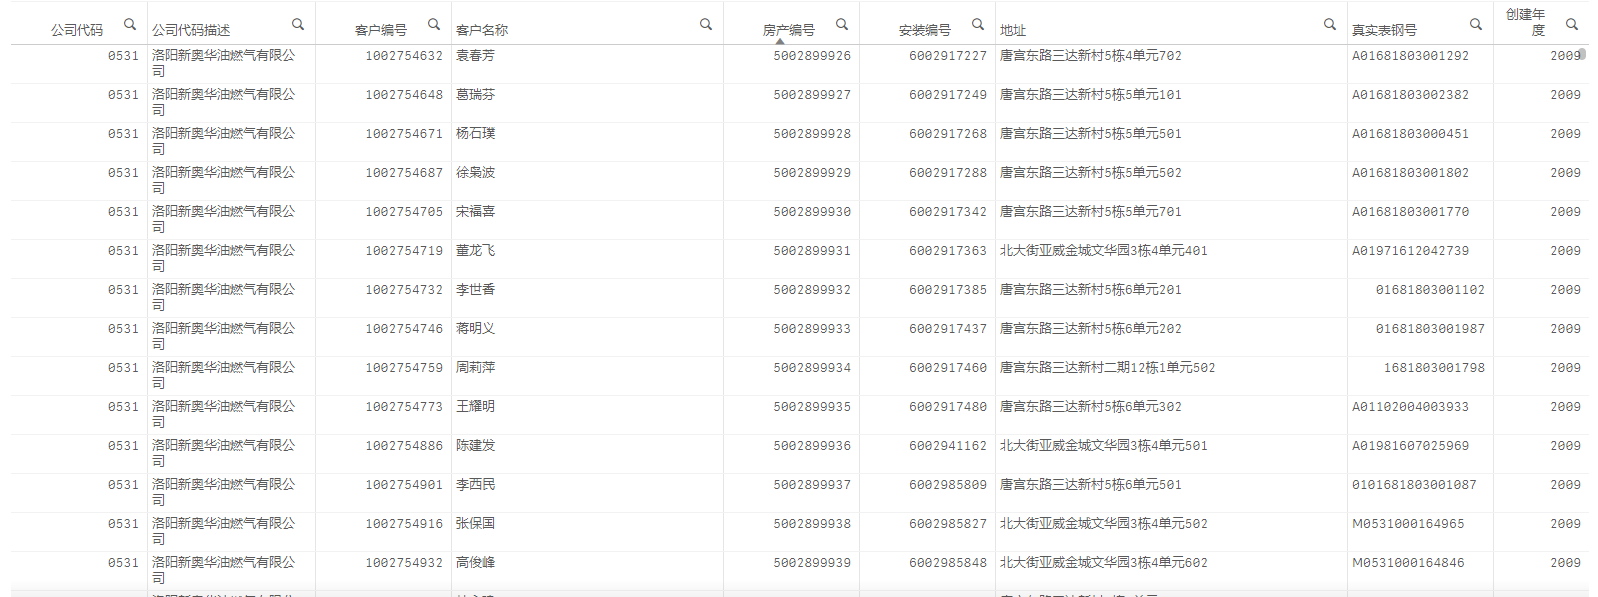 公司代码 公司代码描述 客户编号 客户名称 房产编号 安装编号 地址 真实表钢号 创建年度
0531 洛阳新奥华油燃气有限公司 1002754632 袁春芳 5002899926 6002917227 唐宫东路三达新村5栋4单元702 A01681803001292 2009
0531 洛阳新奥华油燃气有限公司 1002754648 葛瑞芬 5002899927 6002917249 唐宫东路三达新村5栋5单元101 A01681803002382 2009
0531 洛阳新奥华油燃气有限公司 1002754671 杨石璞 5002899928 6002917268 唐宫东路三达新村5栋5单元501 A01681803000451 2009
0531 洛阳新奥华油燃气有限公司 1002754687 徐枭波 5002899929 6002917288 唐宫东路三达新村5栋5单元502 A01681803001802 2009
0531 洛阳新奥华油燃气有限公司 1002754705 宋福喜 5002899930 6002917342 唐宫东路三达新村5栋5单元701 A01681803001770 2009
0531 洛阳新奥华油燃气有限公司 1002754719 董龙飞 5002899931 6002917363 北大街亚威金城文华园3栋4单元401 A01971612042739 2009
0531 洛阳新奥华油燃气有限公司 1002754732 李世香 5002899932 6002917385 唐宫东路三达新村5栋6单元201 01681803001102 2009
0531 洛阳新奥华油燃气有限公司 1002754746 蒋明义 5002899933 6002917437 唐宫东路三达新村5栋6单元202 01681803001987 2009
0531 洛阳新奥华油燃气有限公司 1002754759 周莉萍 5002899934 6002917460 唐宫东路三达新村二期12栋1单元502 1681803001798 2009
0531 洛阳新奥华油燃气有限公司 1002754773 王耀明 5002899935 6002917480 唐宫东路三达新村5栋6单元302 A01102004003933 2009
0531 洛阳新奥华油燃气有限公司 1002754886 陈建发 5002899936 6002941162 北大街亚威金城文华园3栋4单元501 A01981607025969 2009
0531 洛阳新奥华油燃气有限公司 1002754901 李西民 5002899937 6002985809 唐宫东路三达新村5栋6单元501 0101681803001087 2009
0531 洛阳新奥华油燃气有限公司 1002754916 张保国 5002899938 6002985827 北大街亚威金城文华园3栋4单元502 M0531000164965 2009
0531 洛阳新奥华油燃气有限公司 1002754932 高俊峰 5002899939 6002985848 北大街亚威金城文华园3栋4单元602 M0531000164846 2009